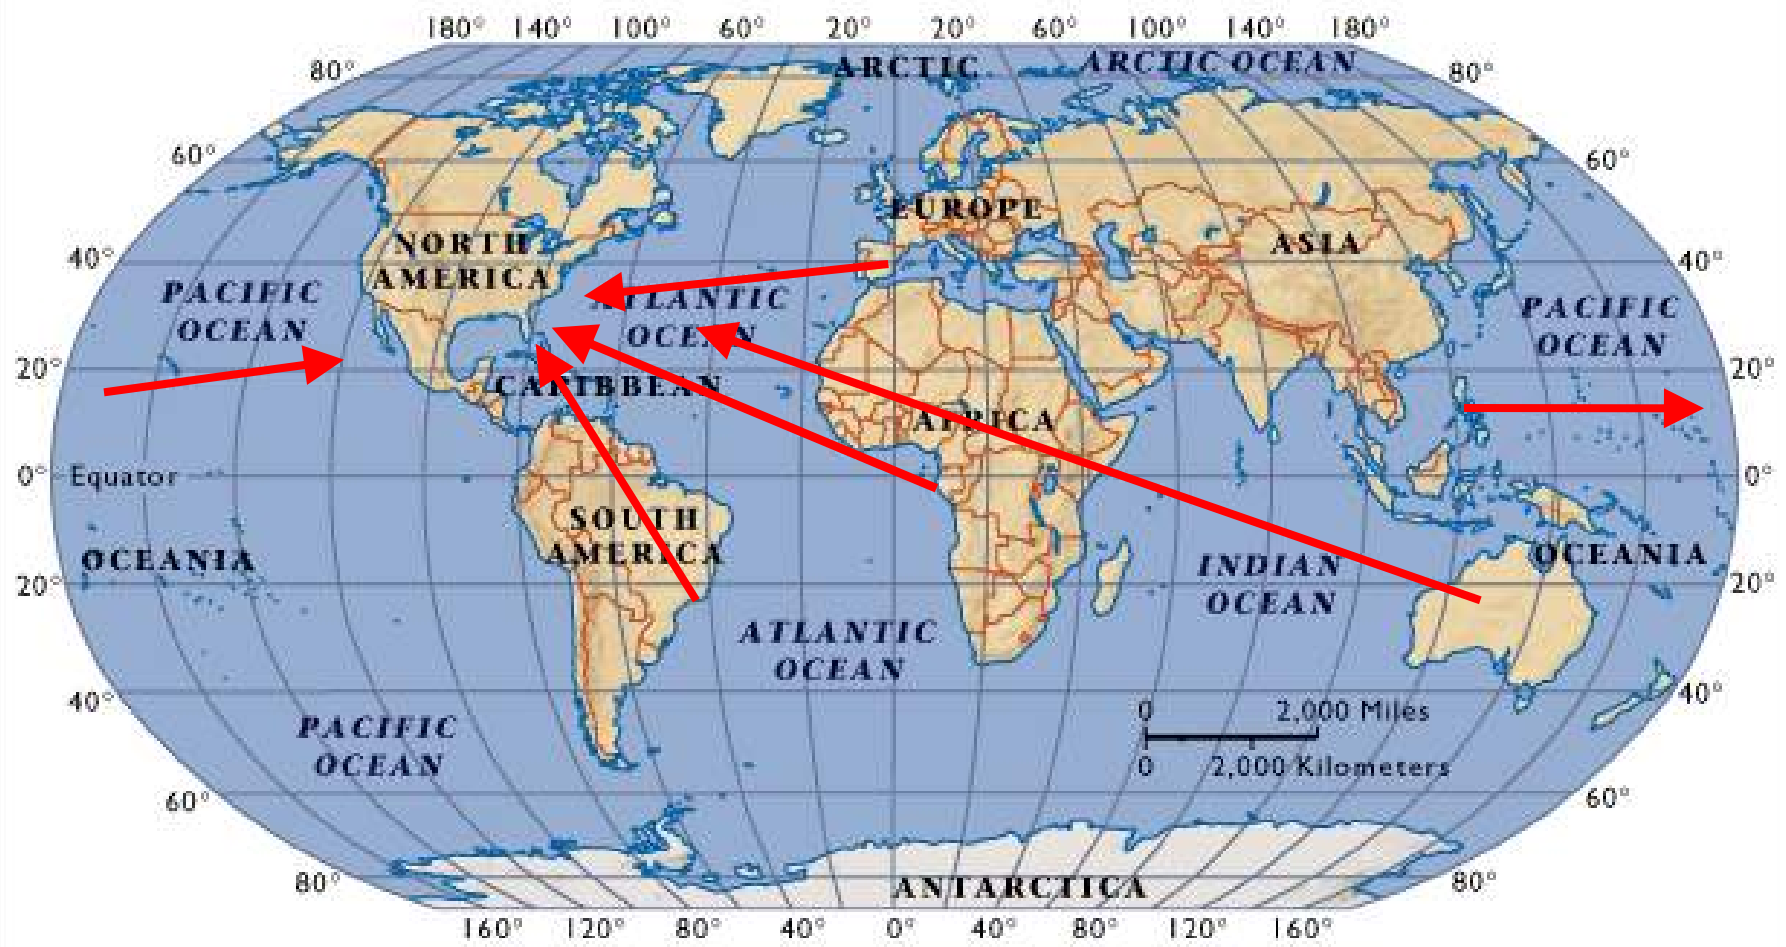 180° 140° 100° 60° 20° 20° 60° 100° 140° 180°
80° ARCTIC ARCTIC OCEAN 80°
60° 60°
EUROPE
NORTH AMERICA
ASIA
40° 40°
PACIFIC OCEAN
ATLANTIC OCEAN
PACIFIC OCEAN
20° 20°
CARIBBEAN
AFRICA
0° Equator 0°
SOUTH AMERICA
OCEANIA
INDIAN OCEAN
OCEANIA
20° 20°
ATLANTIC OCEAN
40° 40°
PACIFIC OCEAN
0 2,000 Miles
0 2,000 Kilometers
60° 60°
80° ANTARCTICA 80°
160° 120° 80° 40° 0° 40° 80° 120° 160°